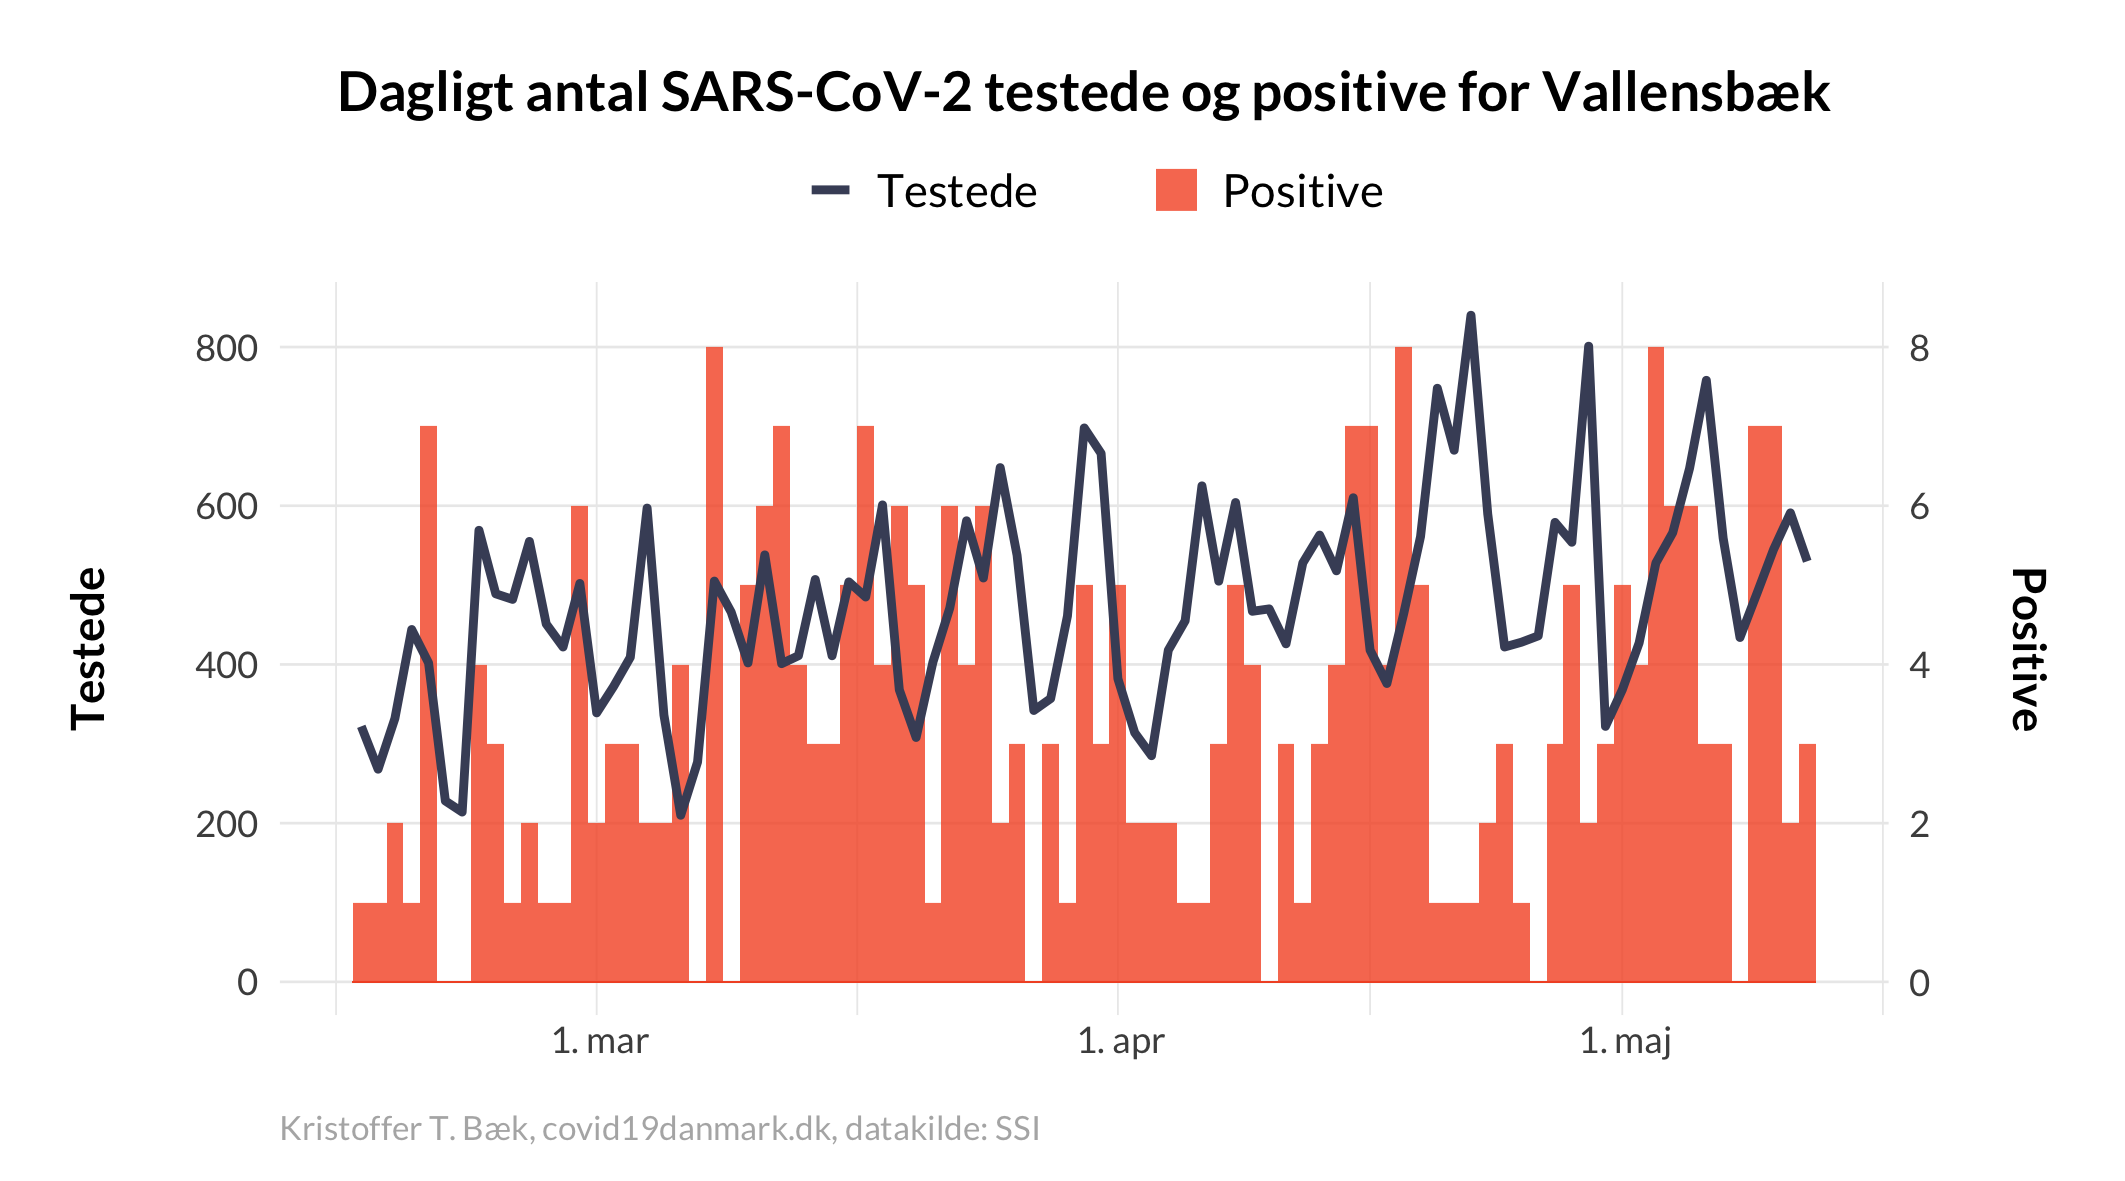 Dagligt antal SARS-CoV-2 testede og positive for Vallensbæk
Testede
Positive
800
600
400
200
0
8
6
4
2
0
Testede
Positive
1. mar
1. apr
1. maj
Kristoffer T. Bæk, covid19danmark.dk, datakilde: SSI